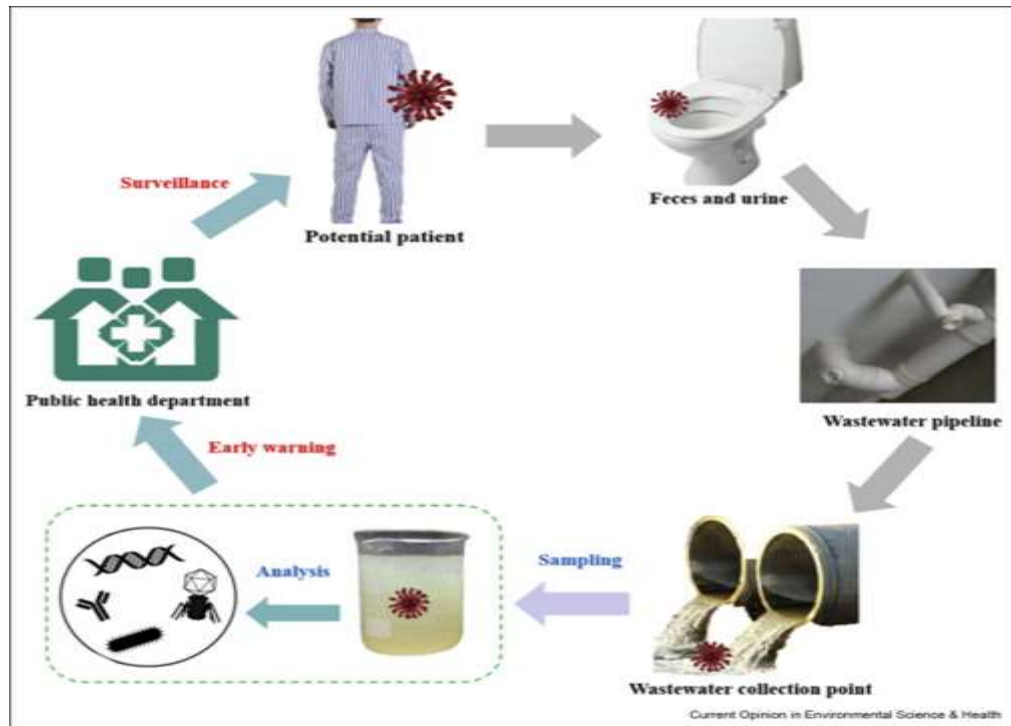 Surveillance
Potential patient
Feces and urine
Public health department
Wastewater pipeline
Early warning
Analysis
Sampling
Wastewater collection point
Current Opinion in Environmental Science & Health